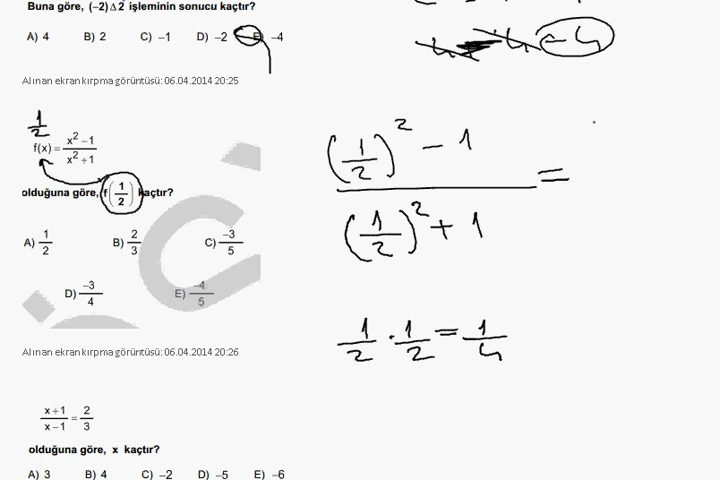 Buna göre, (−2)∆2 işleminin sonucu kaçtır?
A) 4 B) 2 C) −1 D) −2 E) −4
−4
Alınan ekran kırpma görüntüsü: 06.04.2014 20:25
1/2
f(x) = x²−1 / x²+1
olduğuna göre, f(1/2) kaçtır?
A) 1/2 B) 2/3 C) −3/5
D) −3/4 E) −4/5
Alınan ekran kırpma görüntüsü: 06.04.2014 20:26
(1/2)² − 1
=
(1/2)² + 1
1/2 · 1/2 = 1/4
x+1 / x−1 = 2/3
olduğuna göre, x kaçtır?
A) 3 B) 4 C) −2 D) −5 E) −6